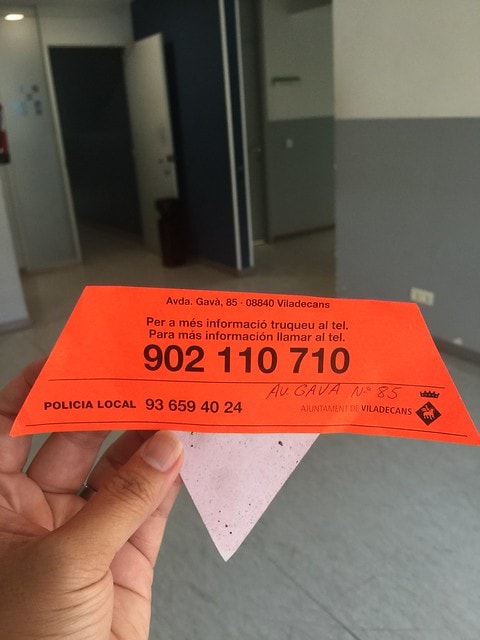 Avda. Gavà, 85 - 08840 Viladecans
Per a més informació truqueu al tel.
Para más información llamar al tel.
902 110 710
AV. GAVA Nº 85
POLICIA LOCAL 93 659 40 24
AJUNTAMENT DE VILADECANS